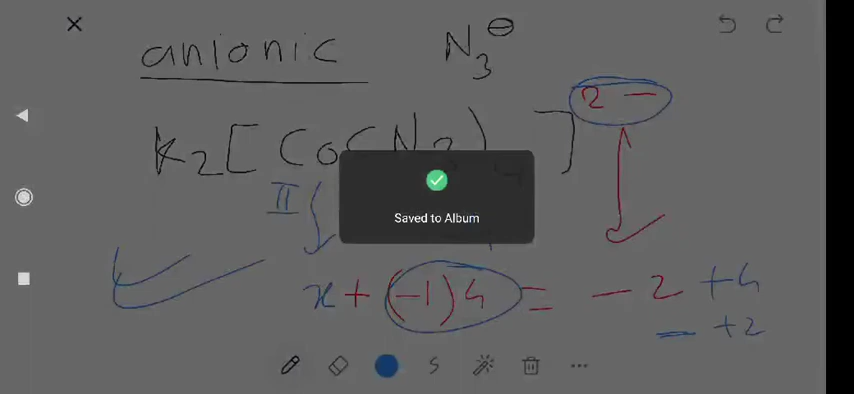 anionic N3⊖
K2[Co(N3)4]2−
II
Saved to Album
x + (−1)4 = −2 + 4
+2
S